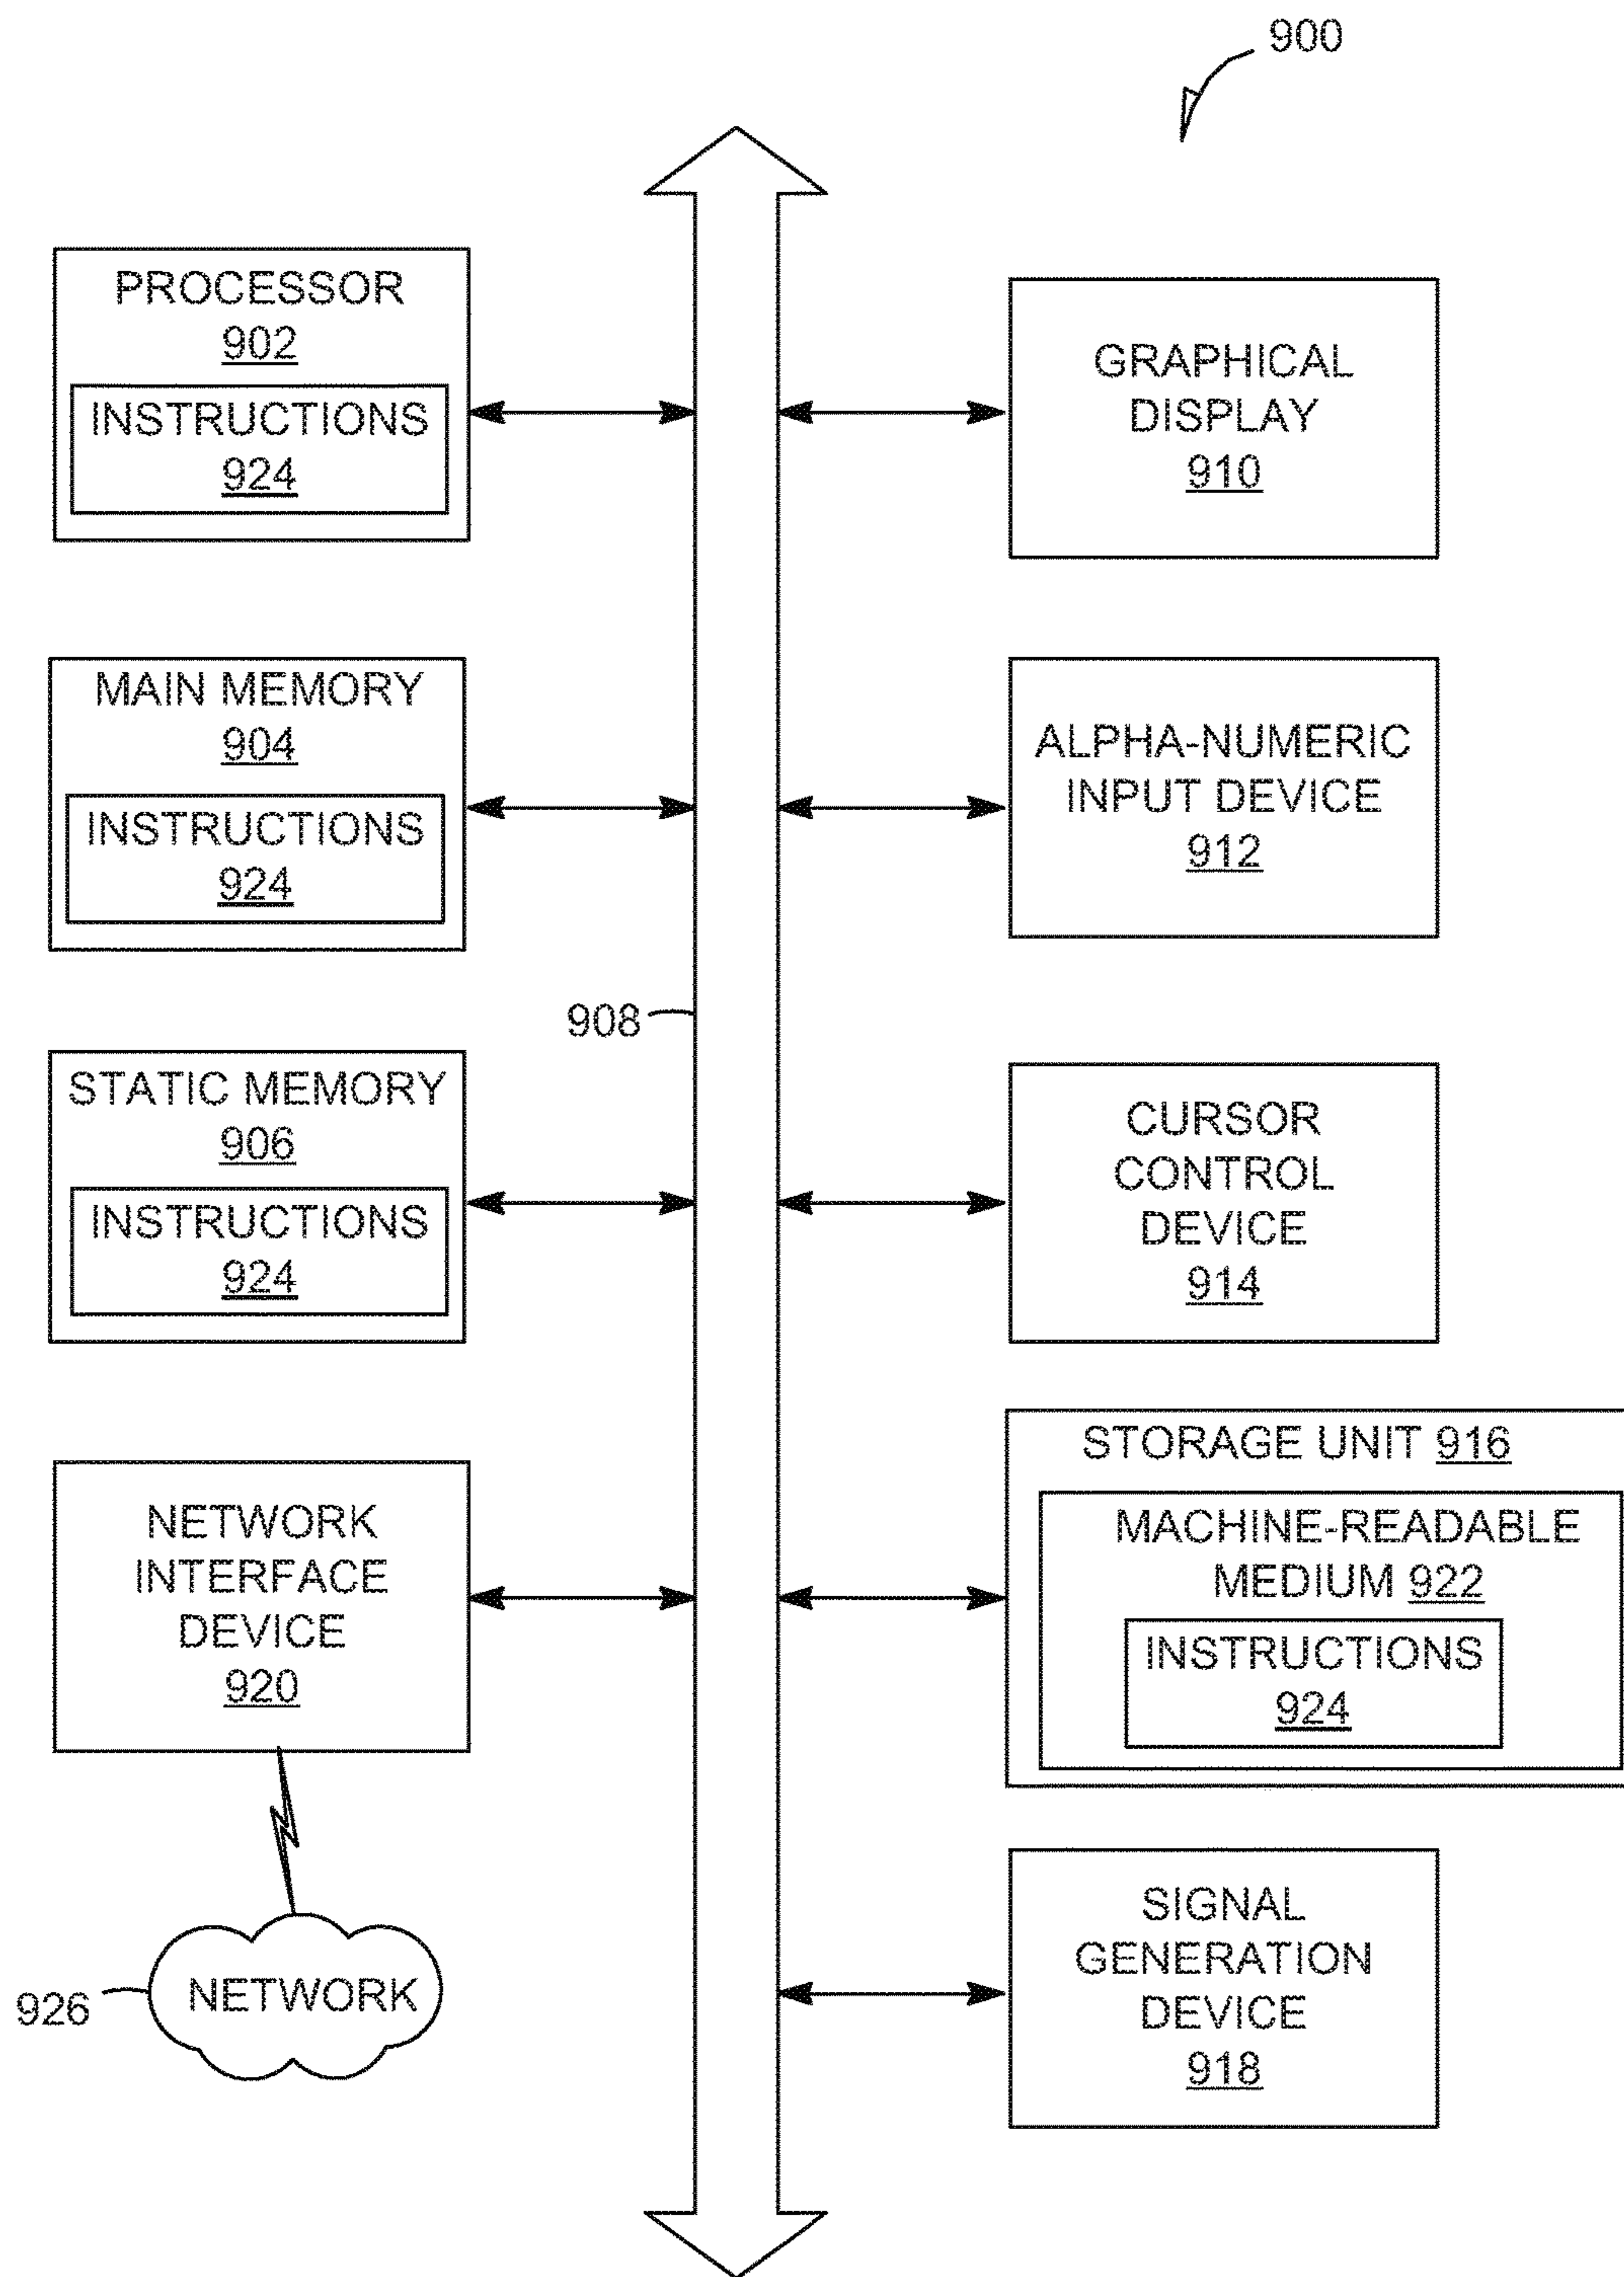 900
PROCESSOR
902
INSTRUCTIONS
924
GRAPHICAL
DISPLAY
910
MAIN MEMORY
904
INSTRUCTIONS
924
ALPHA-NUMERIC
INPUT DEVICE
912
908
STATIC MEMORY
906
INSTRUCTIONS
924
CURSOR
CONTROL
DEVICE
914
NETWORK
INTERFACE
DEVICE
920
STORAGE UNIT 916
MACHINE-READABLE
MEDIUM 922
INSTRUCTIONS
924
926
NETWORK
SIGNAL
GENERATION
DEVICE
918